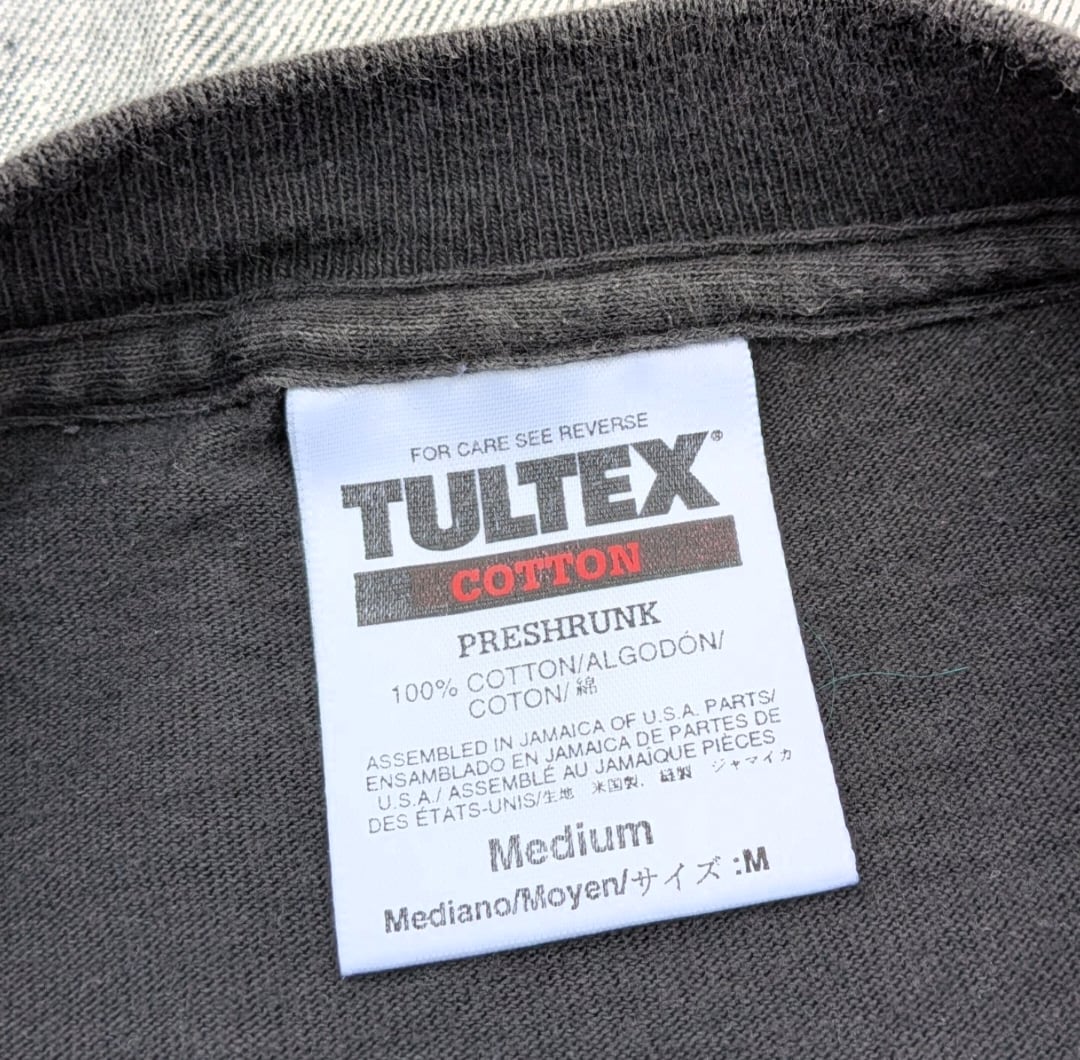 FOR CARE SEE REVERSE
TULTEX®
COTTON
PRESHRUNK
100% COTTON/ALGODÓN/
COTON/綿
ASSEMBLED IN JAMAICA OF U.S.A. PARTS/
ENSAMBLADO EN JAMAICA DE PARTES DE
U.S.A./ ASSEMBLÉ AU JAMAÏQUE PIÈCES
DES ÉTATS-UNIS/生地 米国製、縫製 ジャマイカ
Medium
Mediano/Moyen/サイズ :M